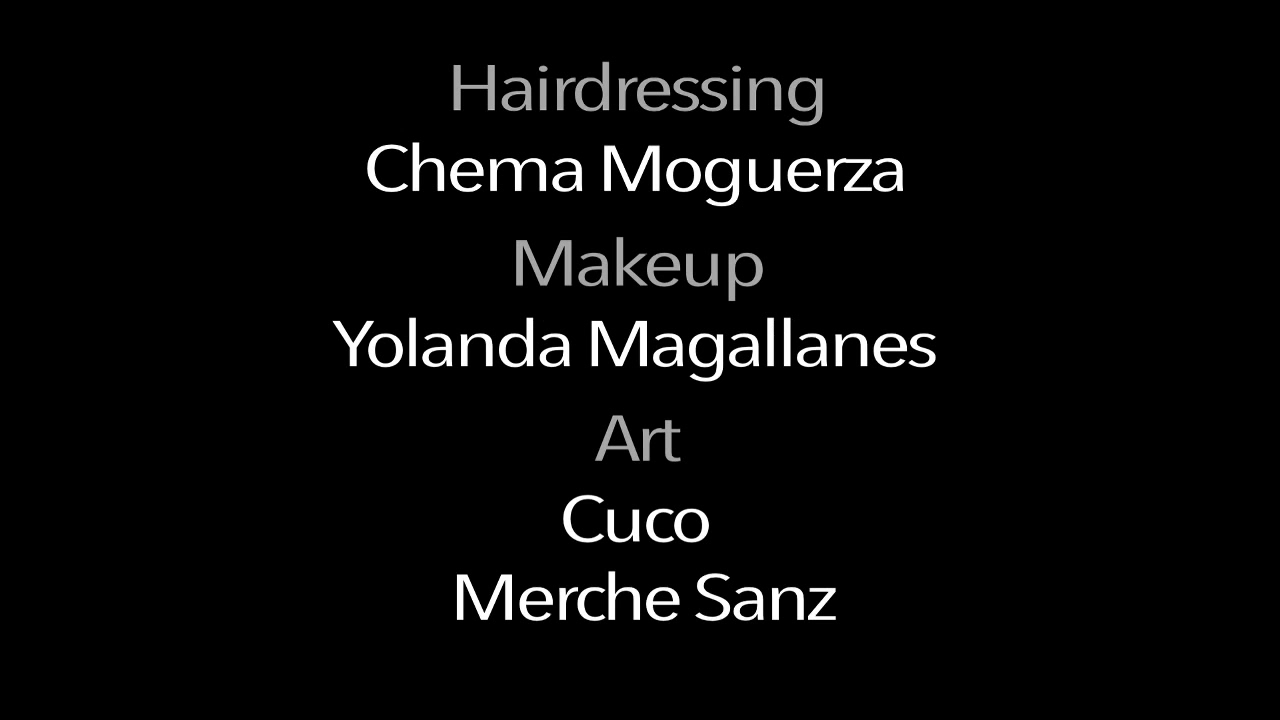 Hairdressing
Chema Moguerza
Makeup
Yolanda Magallanes
Art
Cuco
Merche Sanz